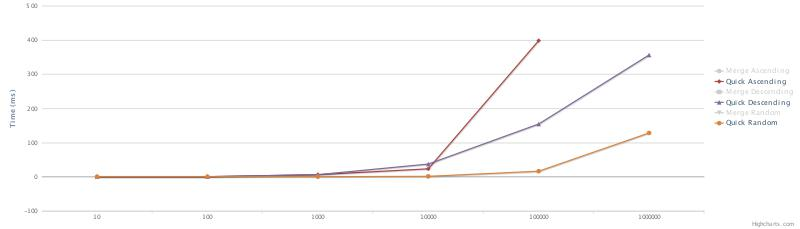 500
400
300
200
100
0
-100
Time (ms)
10
100
1000
10000
100000
1000000
Merge Ascending
Quick Ascending
Merge Descending
Quick Descending
Merge Random
Quick Random
Highcharts.com